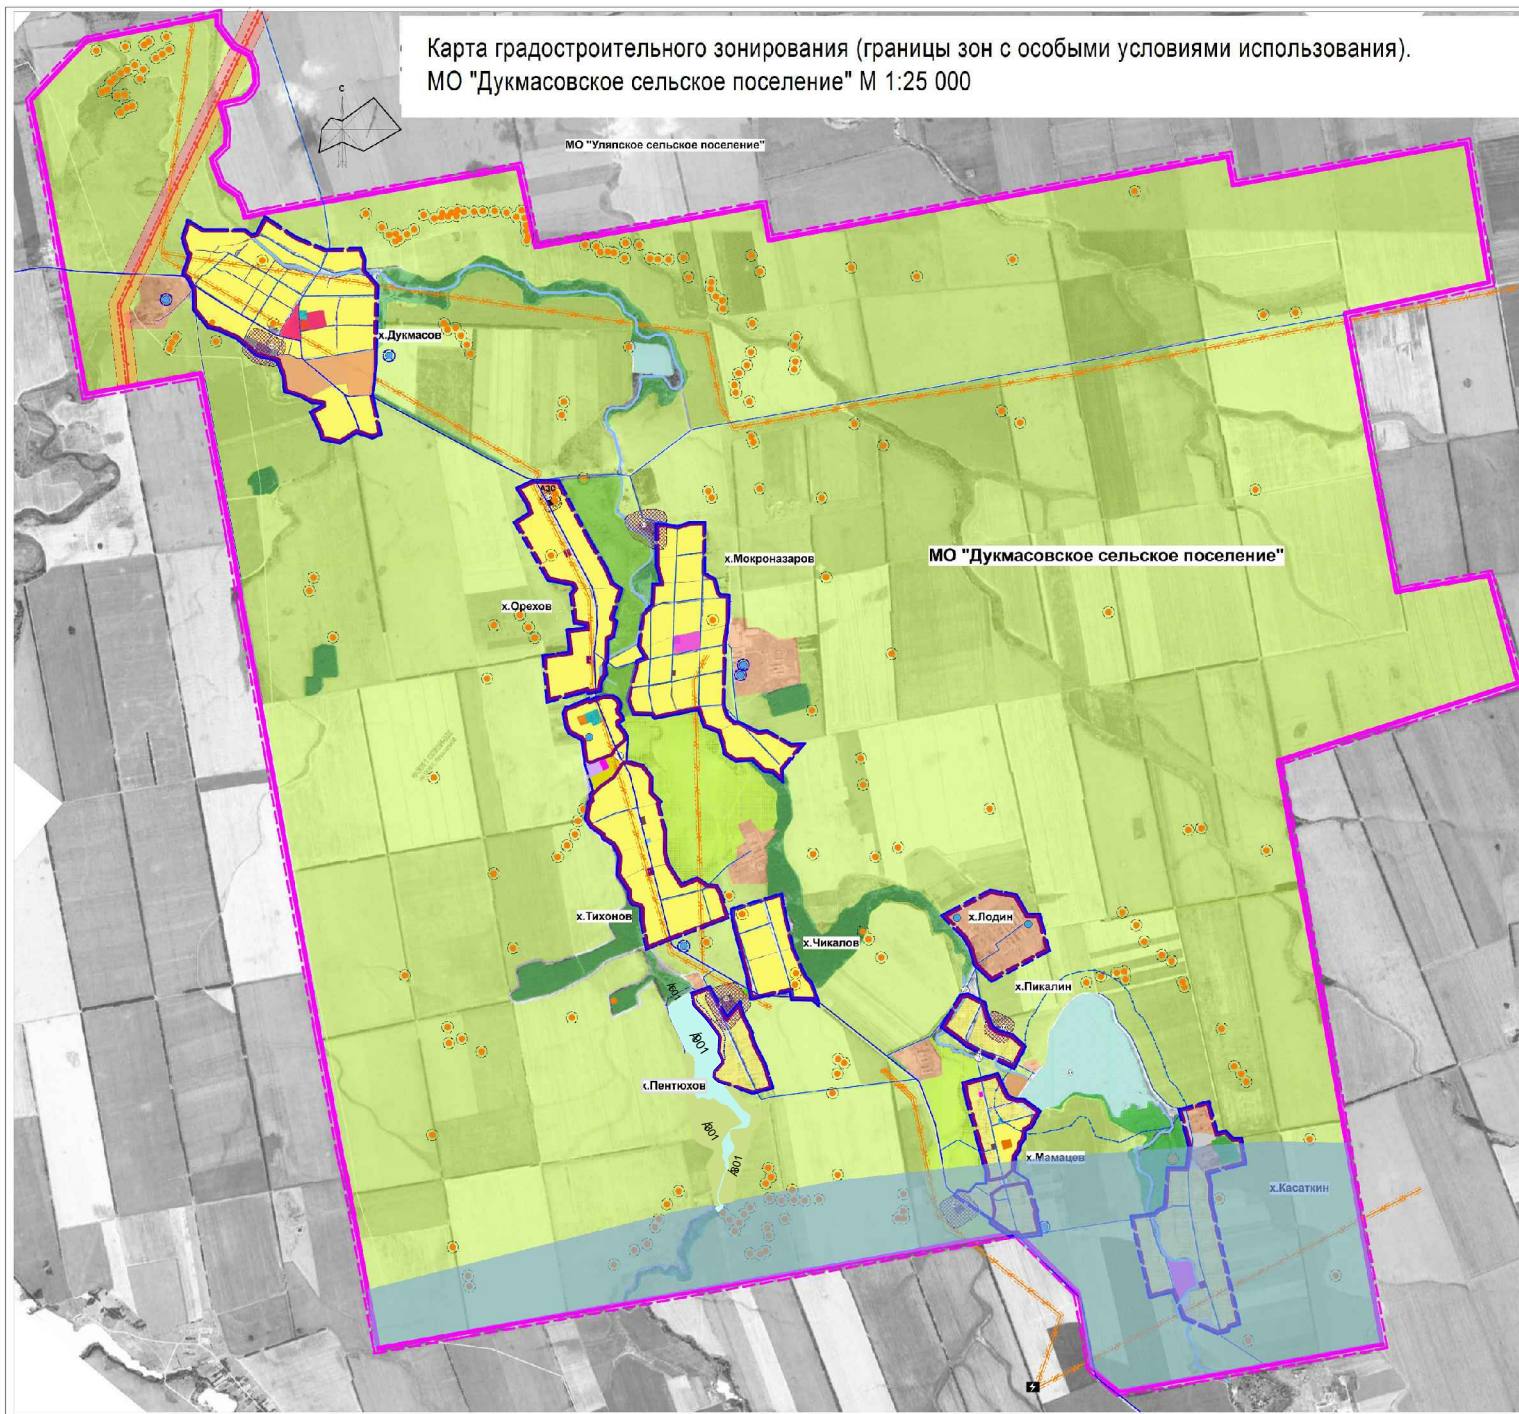 Карта градостроительного зонирования (границы зон с особыми условиями использования).
МО "Дукмасовское сельское поселение" М 1:25 000
С
МО "Уляпское сельское поселение"
х.Дукмасов
А30
х.Мокроназаров
МО "Дукмасовское сельское поселение"
х.Орехов
х.Тихонов
х.Лодин
х.Чикалов
х.Пикалин
х.Пентюхов
х.Мамацев
х.Касаткин